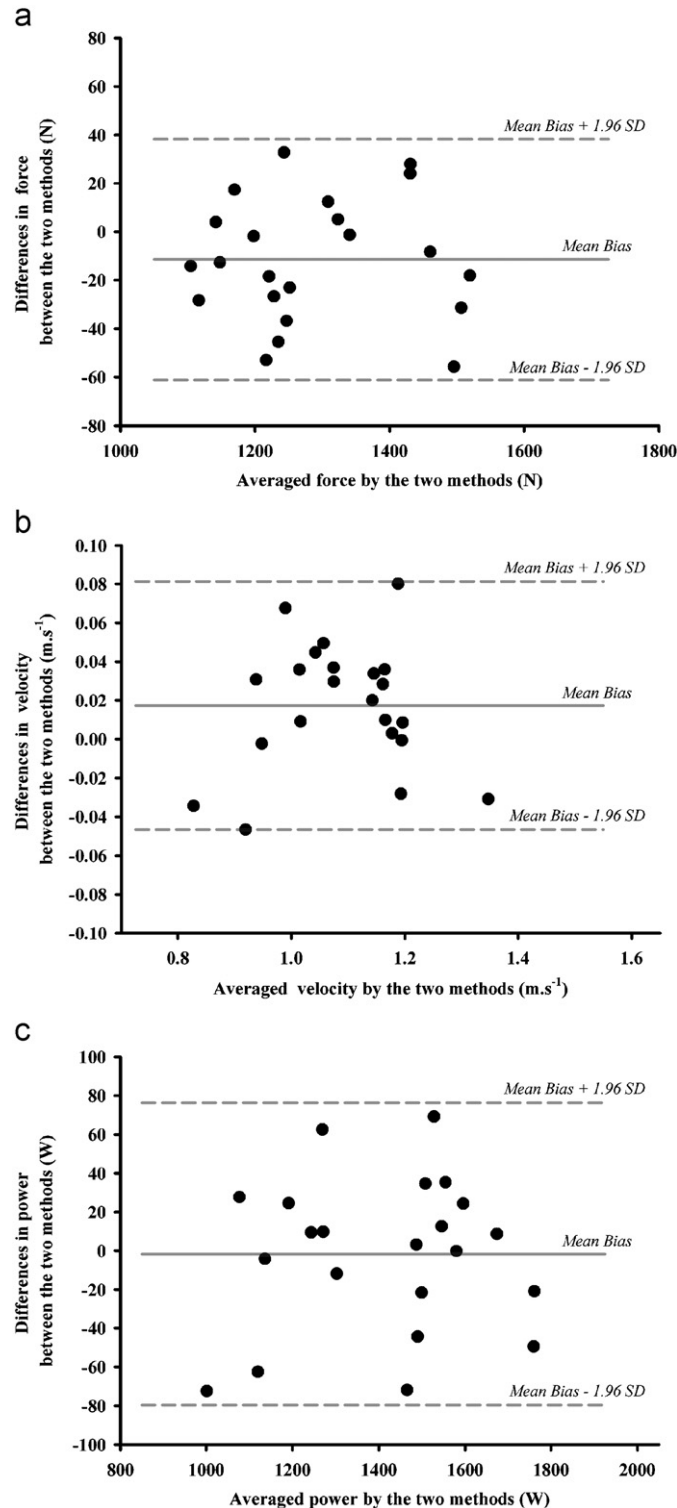 a
80
60
40
20
0
-20
-40
-60
-80
Differences in force
between the two methods (N)
Mean Bias + 1.96 SD
Mean Bias
Mean Bias - 1.96 SD
1000 1200 1400 1600 1800
Averaged force by the two methods (N)
b
0.10
0.08
0.06
0.04
0.02
0.00
-0.02
-0.04
-0.06
-0.08
-0.10
Differences in velocity
between the two methods (m.s⁻¹)
Mean Bias + 1.96 SD
Mean Bias
Mean Bias - 1.96 SD
0.8 1.0 1.2 1.4 1.6
Averaged velocity by the two methods (m.s⁻¹)
c
100
80
60
40
20
0
-20
-40
-60
-80
-100
Differences in power
between the two methods (W)
Mean Bias + 1.96 SD
Mean Bias
Mean Bias - 1.96 SD
800 1000 1200 1400 1600 1800 2000
Averaged power by the two methods (W)